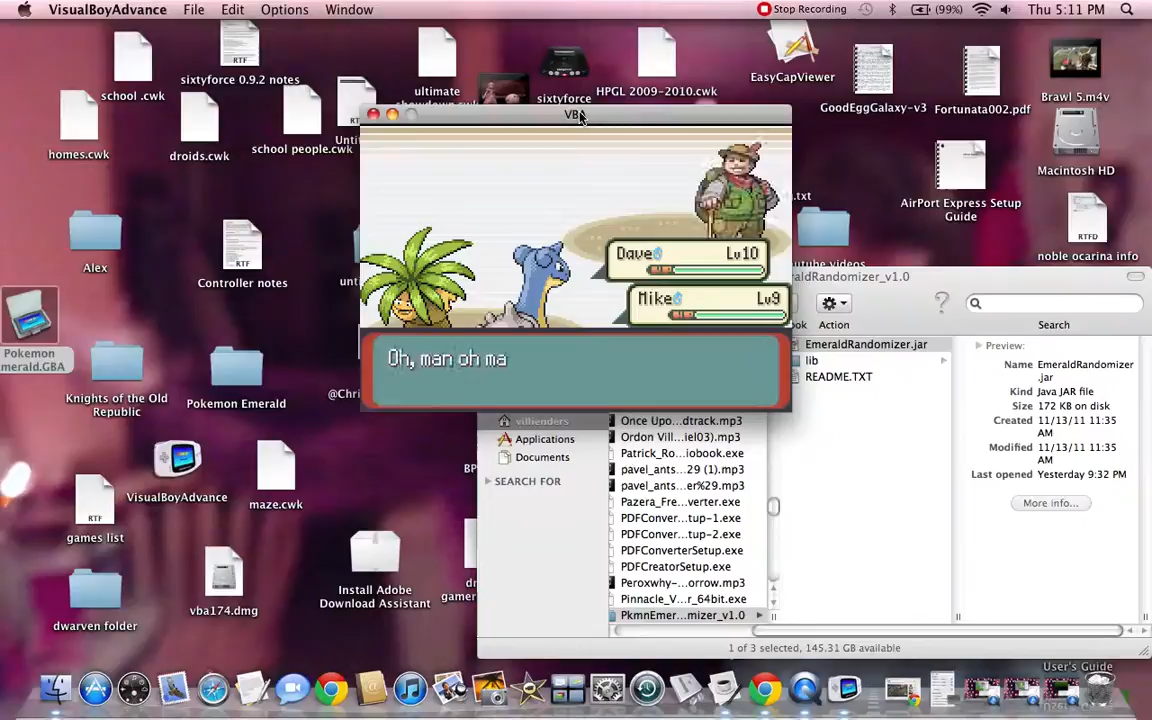 VisualBoyAdvance File Edit Options Window
Stop Recording (99%) Thu 5:11 PM
school .cwk
sixtyforce 0.9.2 notes
ultimate
sixtyforce
HPGL 2009-2010.cwk
EasyCapViewer
GoodEggGalaxy-v3
Fortunata002.pdf
Brawl 5.m4v
homes.cwk
droids.cwk
school people.cwk
Macintosh HD
AirPort Express Setup
Guide
Alex
Controller notes
noble ocarina info
VB
Dave Lv10
Mike Lv9
Oh, man oh ma
Pokemon
emerald.GBA
Knights of the Old
Republic
Pokemon Emerald
@Chri
VisualBoyAdvance
maze.cwk
games list
dwarven folder
vba174.dmg
Install Adobe
Download Assistant
eraldRandomizer_v1.0
Action
Search
EmeraldRandomizer.jar
lib
README.TXT
Preview:
Name EmeraldRandomizer
.jar
Kind Java JAR file
Size 172 KB on disk
Created 11/13/11 11:35
AM
Modified 11/13/11 11:35
AM
Last opened Yesterday 9:32 PM
More info...
villienders
Applications
Documents
SEARCH FOR
Once Upo...dtrack.mp3
Ordon Vill...iel03).mp3
Patrick_Ro...iobook.exe
pavel_ants...29 (1).mp3
pavel_ants...er%29.mp3
Pazera_Fre...verter.exe
PDFConver...tup-1.exe
PDFConver...tup-2.exe
PDFConverterSetup.exe
PDFCreatorSetup.exe
Peroxwhy-...orrow.mp3
Pinnacle_V...r_64bit.exe
PkmnEmer...mizer_v1.0
1 of 3 selected, 145.31 GB available
User's Guide